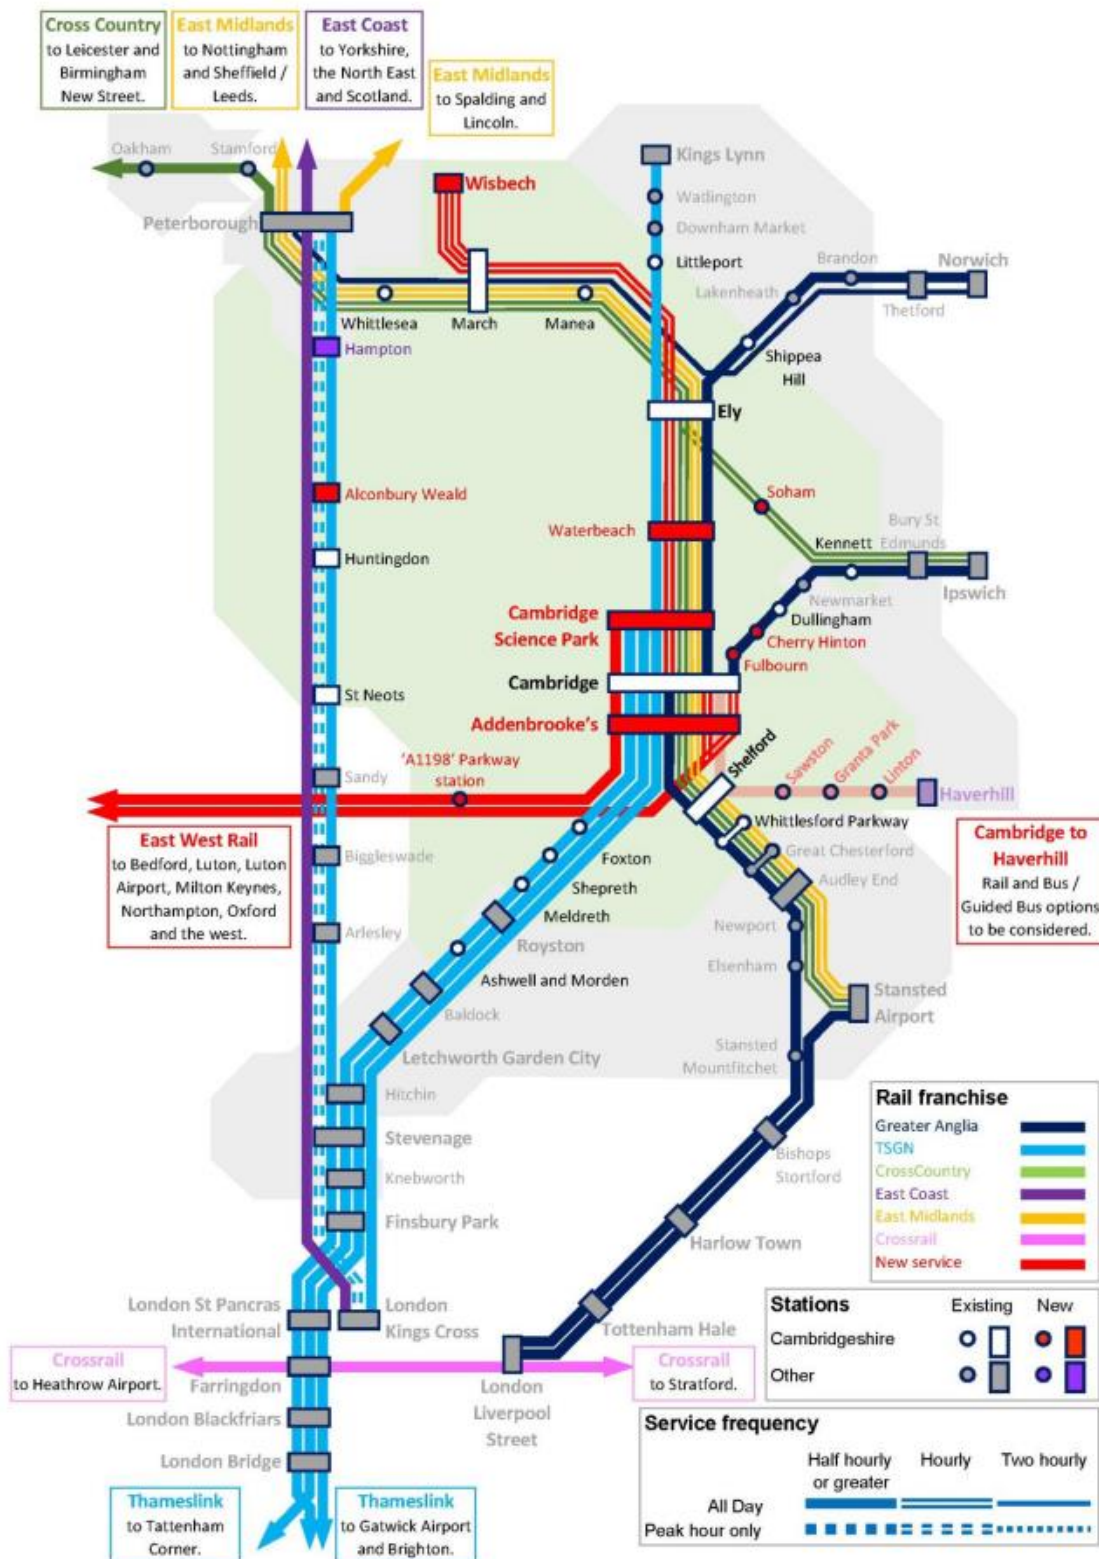 Cross Country
to Leicester and
Birmingham
New Street.
East Midlands
to Nottingham
and Sheffield /
Leeds.
East Coast
to Yorkshire,
the North East
and Scotland.
East Midlands
to Spalding and
Lincoln.
Oakham
Stamford
Peterborough
Wisbech
Kings Lynn
Watlington
Downham Market
Littleport
Brandon
Norwich
Lakenheath
Thetford
Whittlesea
March
Manea
Shippea
Hill
Hampton
Ely
Alconbury Weald
Soham
Waterbeach
Bury St
Edmunds
Kennett
Huntingdon
Ipswich
Newmarket
Dullingham
Cherry Hinton
Fulbourn
Cambridge
Science Park
Cambridge
St Neots
Addenbrooke's
Shelford
'A1198' Parkway
station
Sandy
Sawston
Granta Park
Linton
Haverhill
East West Rail
to Bedford, Luton, Luton
Airport, Milton Keynes,
Northampton, Oxford
and the west.
Biggleswade
Whittlesford Parkway
Great Chesterford
Audley End
Cambridge to
Haverhill
Rail and Bus /
Guided Bus options
to be considered.
Foxton
Shepreth
Meldreth
Royston
Arlesley
Newport
Elsenham
Ashwell and Morden
Baldock
Stansted
Airport
Letchworth Garden City
Stansted
Mountfitchet
Hitchin
Stevenage
Knebworth
Finsbury Park
Bishops
Stortford
Harlow Town
Rail franchise
Greater Anglia
TSGN
CrossCountry
East Coast
East Midlands
Crossrail
New service
London St Pancras
International
London
Kings Cross
Tottenham Hale
Stations
Existing
New
Cambridgeshire
Other
Crossrail
to Heathrow Airport.
Farringdon
London
Liverpool
Street
Crossrail
to Stratford.
London Blackfriars
London Bridge
Service frequency
Half hourly
or greater
Hourly
Two hourly
All Day
Peak hour only
Thameslink
to Tattenham
Corner.
Thameslink
to Gatwick Airport
and Brighton.